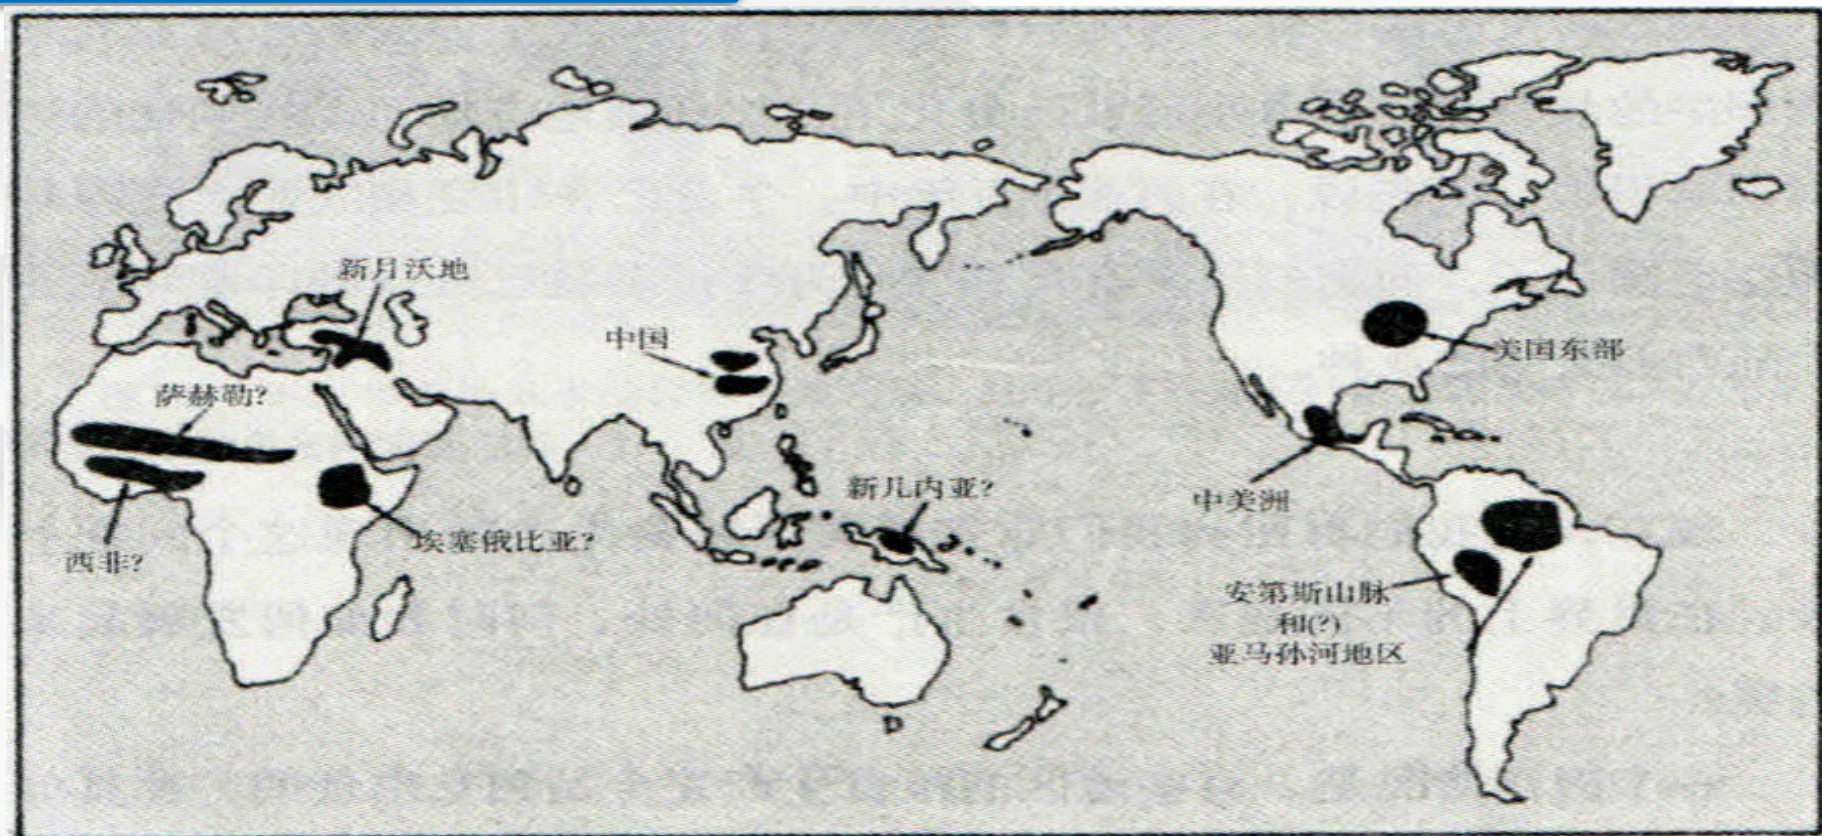 新月沃地
中国
美国东部
萨赫勒?
新几内亚?
中美洲
埃塞俄比亚?
西非?
安第斯山脉
和(?)
亚马孙河地区